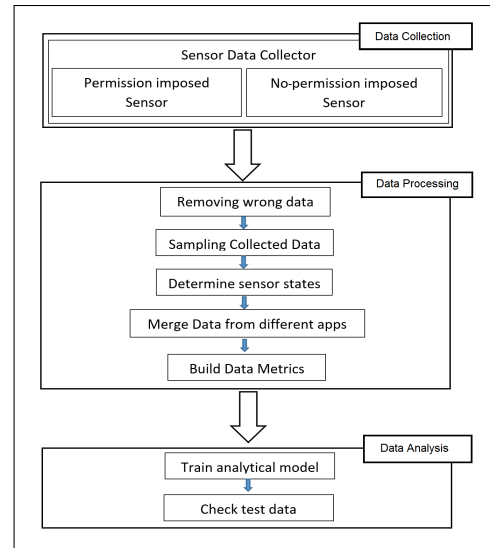 Data Collection
Sensor Data Collector
Permission imposed
Sensor
No-permission imposed
Sensor
Data Processing
Removing wrong data
Sampling Collected Data
Determine sensor states
Merge Data from different apps
Build Data Metrics
Data Analysis
Train analytical model
Check test data